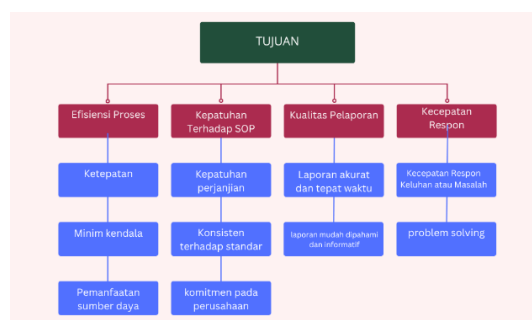 TUJUAN
Efisiensi Proses
Kepatuhan
Terhadap SOP
Kualitas Pelaporan
Kecepatan
Respon
Ketepatan
Kepatuhan
perjanjian
Laporan akurat
dan tepat waktu
Kecepatan Respon
Keluhan atau Masalah
Minim kendala
Konsisten
terhadap standar
laporan mudah dipahami
dan informatif
problem solving
Pemanfaatan
sumber daya
komitmen pada
perusahaan